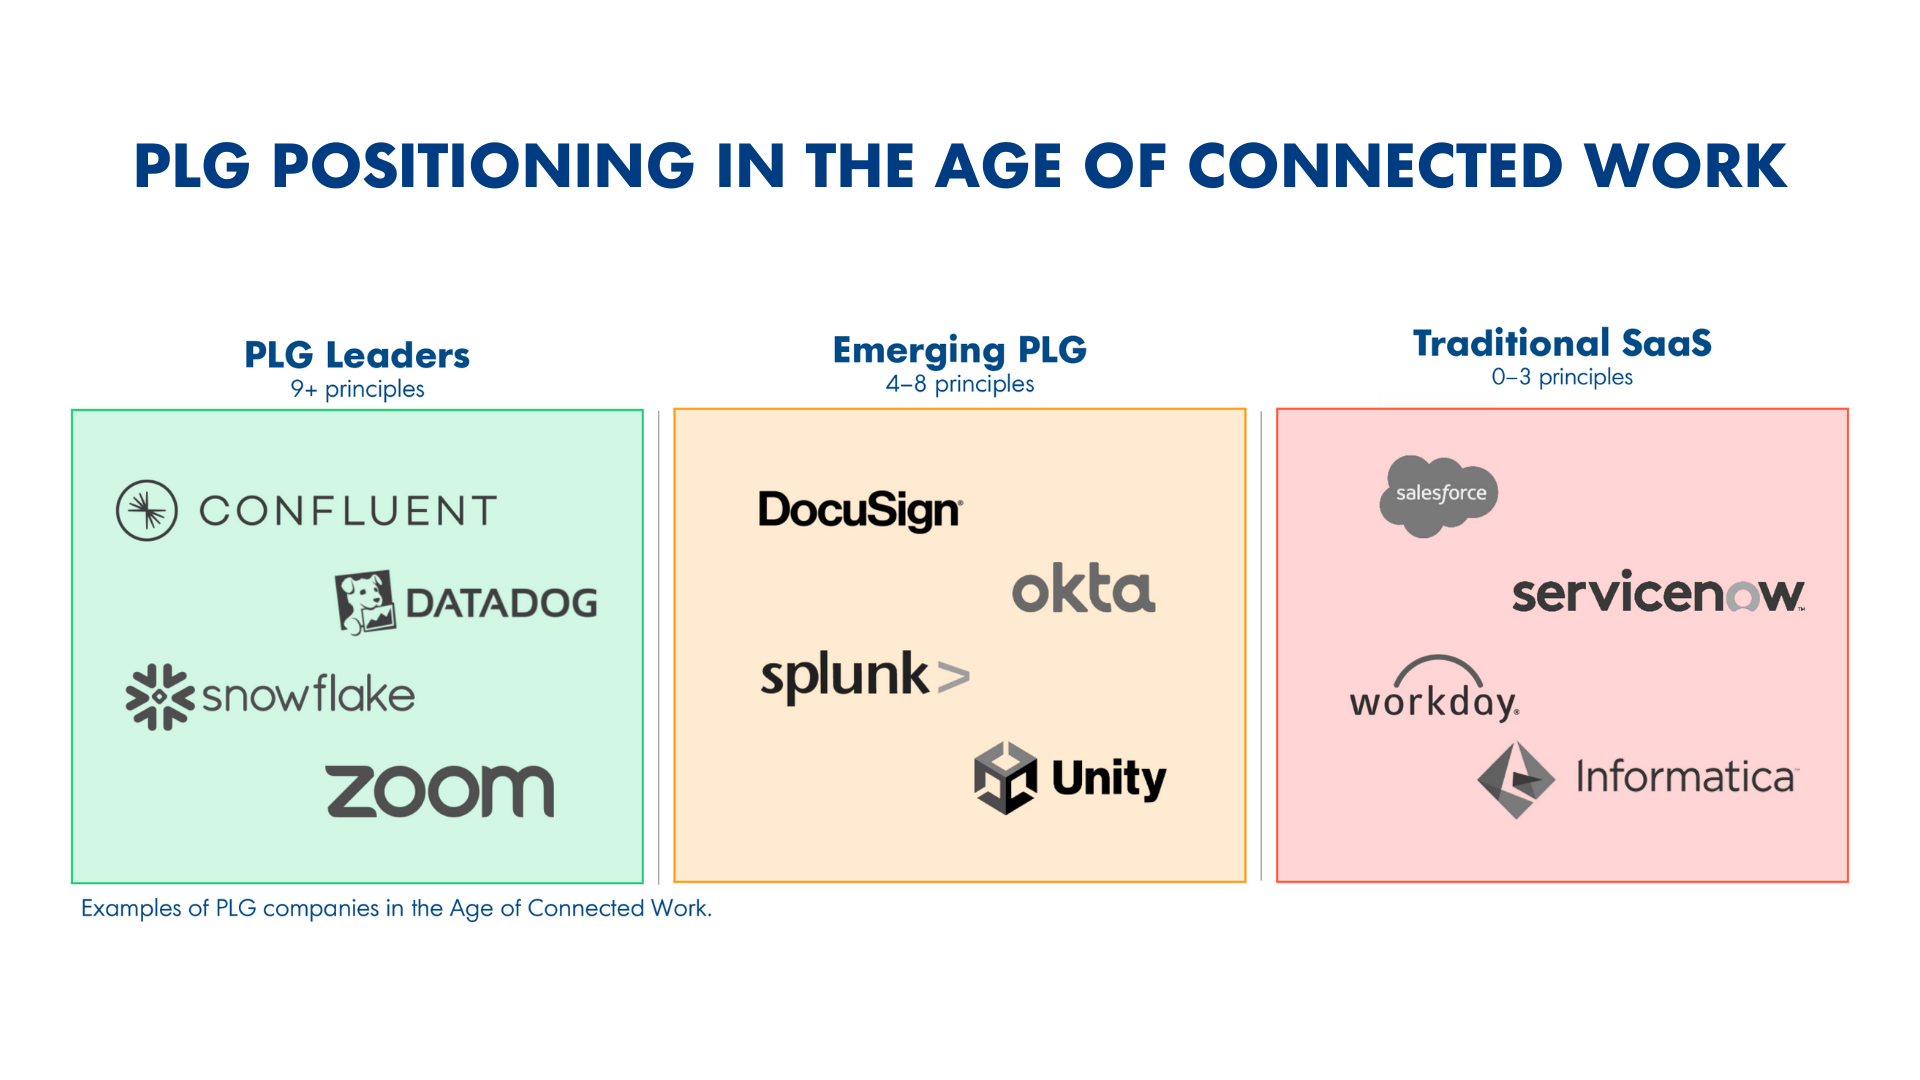 PLG POSITIONING IN THE AGE OF CONNECTED WORK
PLG Leaders
9+ principles
CONFLUENT
DATADOG
snowflake
zoom
Emerging PLG
4–8 principles
DocuSign®
okta
splunk>
Unity
Traditional SaaS
0–3 principles
salesforce
servicenow™
workday®
Informatica™
Examples of PLG companies in the Age of Connected Work.